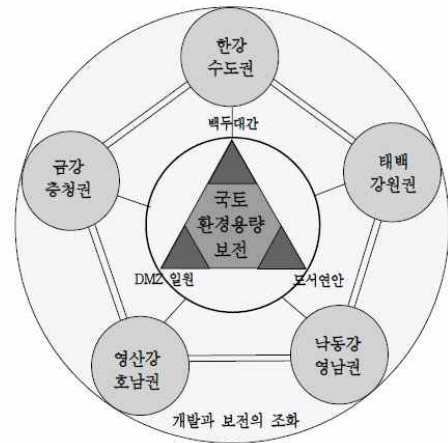 한강
수도권
백두대간
금강
충청권
태백
강원권
국토
환경용량
보전
DMZ 일원
도서연안
영산강
호남권
낙동강
영남권
개발과 보전의 조화